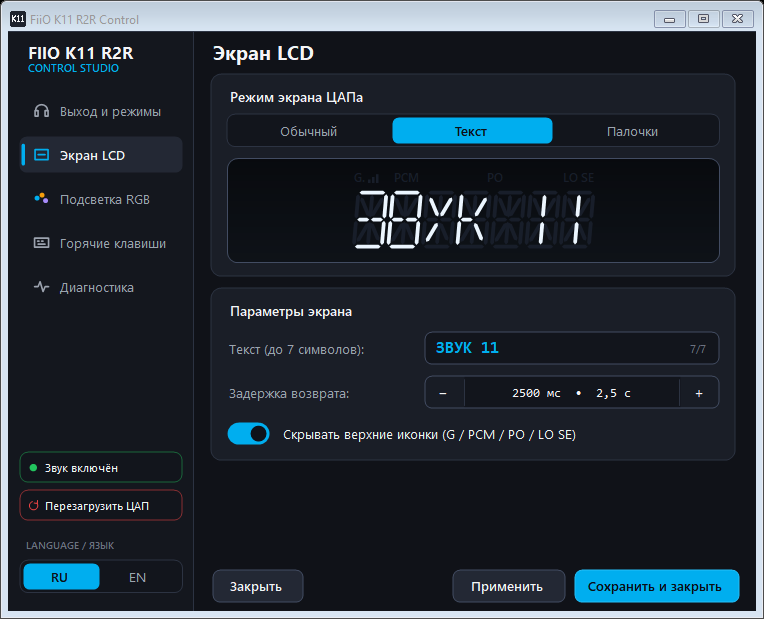 K11 FiiO K11 R2R Control
FIIO K11 R2R
CONTROL STUDIO
Выход и режимы
Экран LCD
Подсветка RGB
Горячие клавиши
Диагностика
Звук включён
Перезагрузить ЦАП
LANGUAGE / ЯЗЫК
RU EN
Экран LCD
Режим экрана ЦАПа
Обычный Текст Палочки
G. PCM PO LO SE
ЗВУК 11
Параметры экрана
Текст (до 7 символов): ЗВУК 11 7/7
Задержка возврата: − 2500 мс • 2,5 с +
Скрывать верхние иконки (G / PCM / PO / LO SE)
Закрыть Применить Сохранить и закрыть